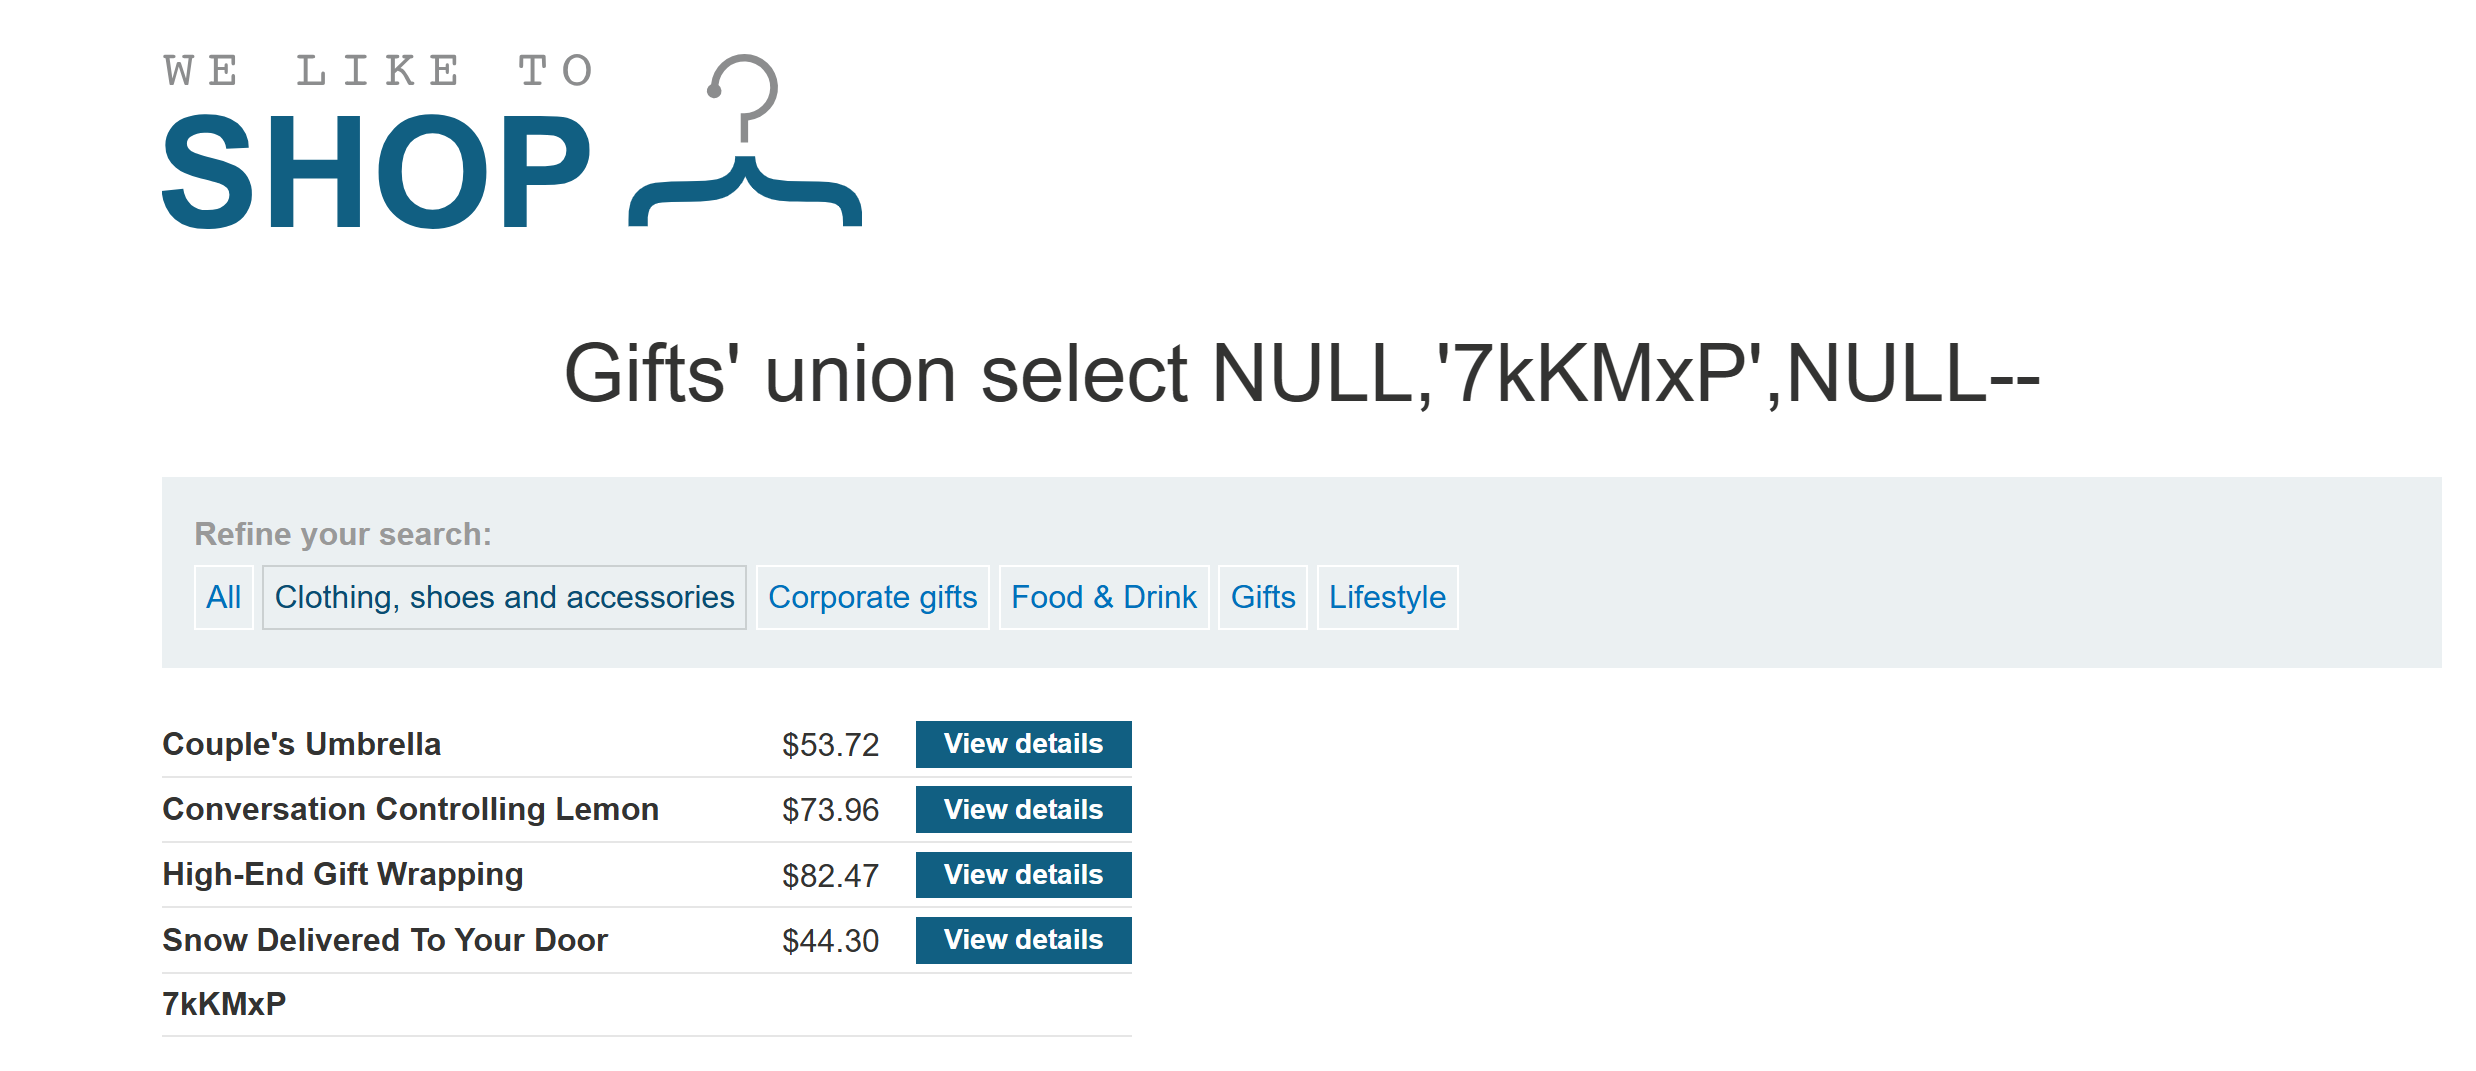 WE LIKE TO
SHOP
Gifts' union select NULL,'7kKMxP',NULL--
Refine your search:
All Clothing, shoes and accessories Corporate gifts Food & Drink Gifts Lifestyle
Couple's Umbrella $53.72 View details
Conversation Controlling Lemon $73.96 View details
High-End Gift Wrapping $82.47 View details
Snow Delivered To Your Door $44.30 View details
7kKMxP